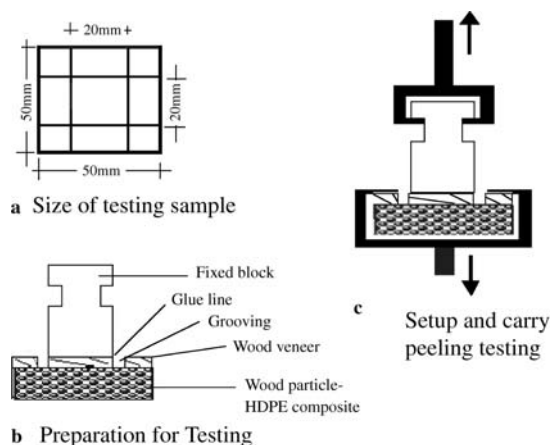 20mm
50mm
20mm
50mm
a Size of testing sample
Fixed block
Glue line
Grooving
Wood veneer
Wood particle-
HDPE composite
b Preparation for Testing
c
Setup and carry
peeling testing